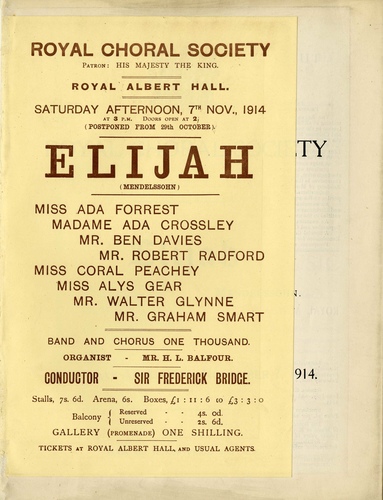 ROYAL CHORAL SOCIETY
PATRON: HIS MAJESTY THE KING.
ROYAL ALBERT HALL.
SATURDAY AFTERNOON, 7TH NOV., 1914
AT 3 P.M. DOORS OPEN AT 2,
(POSTPONED FROM 29th OCTOBER).
ELIJAH
(MENDELSSOHN)
MISS ADA FORREST
MADAME ADA CROSSLEY
MR. BEN DAVIES
MR. ROBERT RADFORD
MISS CORAL PEACHEY
MISS ALYS GEAR
MR. WALTER GLYNNE
MR. GRAHAM SMART
BAND AND CHORUS ONE THOUSAND.
ORGANIST - MR. H. L. BALFOUR.
CONDUCTOR - SIR FREDERICK BRIDGE.
Stalls, 7s. 6d. Arena, 6s. Boxes, £1 : 11 : 6 to £3 : 3 : 0
Balcony { Reserved - - 4s. 0d.
Unreserved - - 2s. 6d.
GALLERY (PROMENADE) ONE SHILLING.
TICKETS AT ROYAL ALBERT HALL, AND USUAL AGENTS.
TY
N.
914.